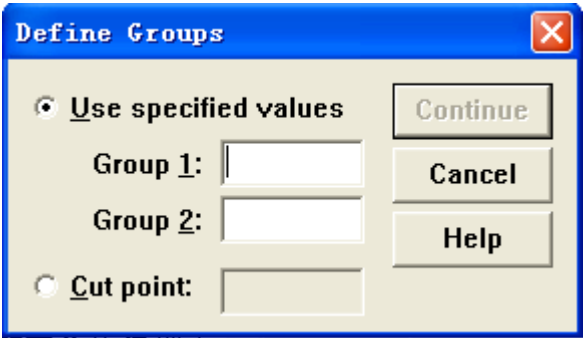 Define Groups
Use specified values
Continue
Group 1:
Cancel
Group 2:
Help
Cut point: